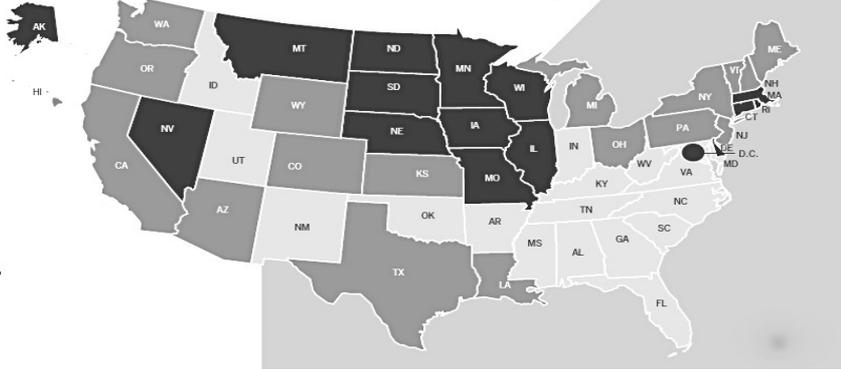 AK
WA
MT
ND
MN
ME
OR
ID
SD
WI
VT
NH
HI
WY
MI
NY
MA
RI
CT
NV
NE
IA
PA
NJ
CA
UT
CO
KS
MO
IL
IN
OH
WV
DE
D.C.
MD
VA
KY
AZ
NM
OK
AR
TN
NC
SC
MS
AL
GA
TX
LA
FL